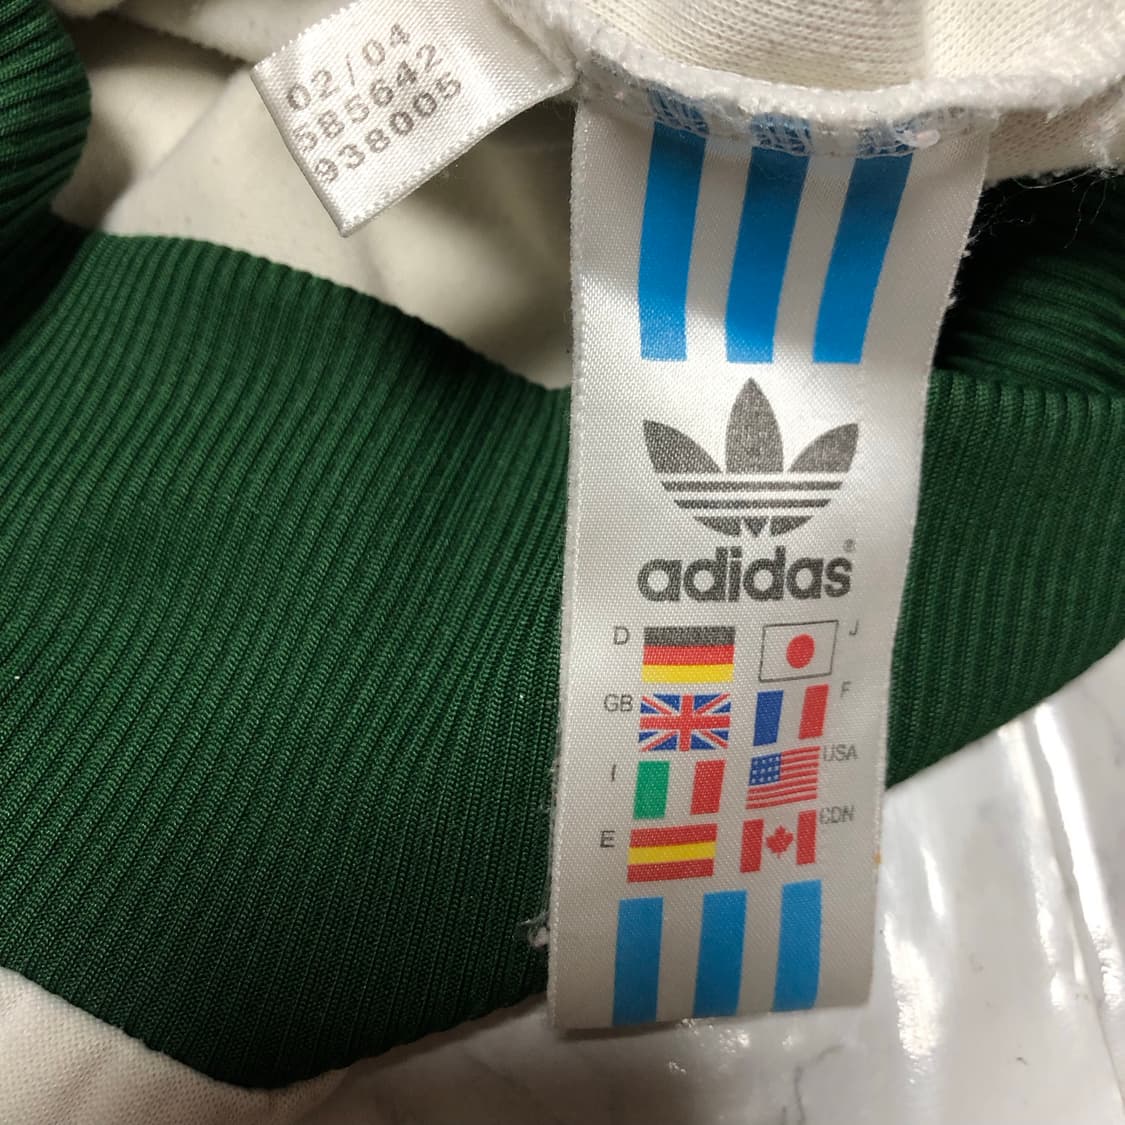 02/04
585642
938005
adidas®
D J
GB F
I USA
E CDN